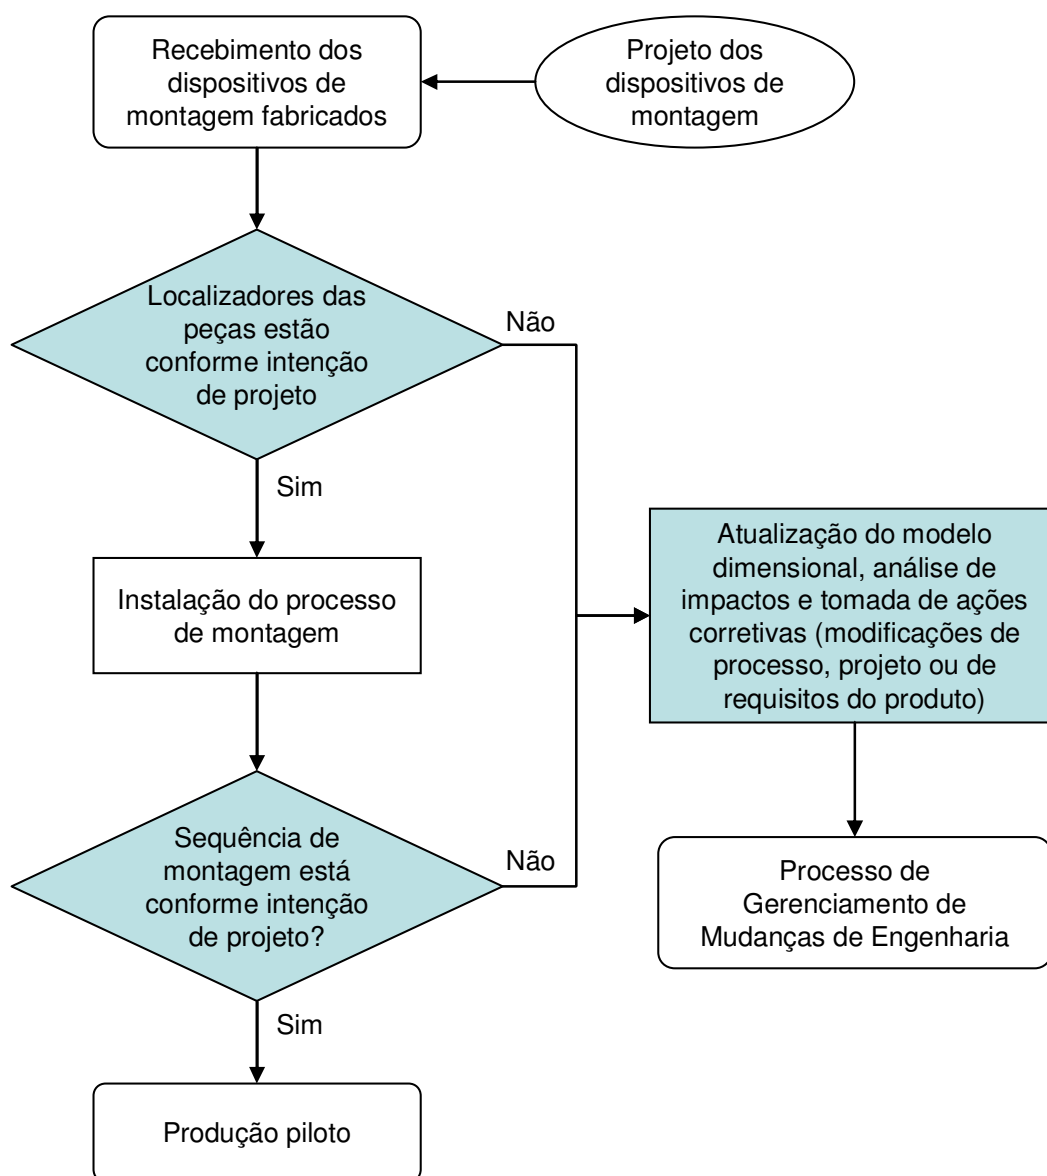 Recebimento dos
dispositivos de
montagem fabricados
Projeto dos
dispositivos de
montagem
Localizadores das
peças estão
conforme intenção
de projeto
Não
Sim
Instalação do processo
de montagem
Atualização do modelo
dimensional, análise de
impactos e tomada de ações
corretivas (modificações de
processo, projeto ou de
requisitos do produto)
Sequência de
montagem está
conforme intenção
de projeto?
Não
Processo de
Gerenciamento de
Mudanças de Engenharia
Sim
Produção piloto